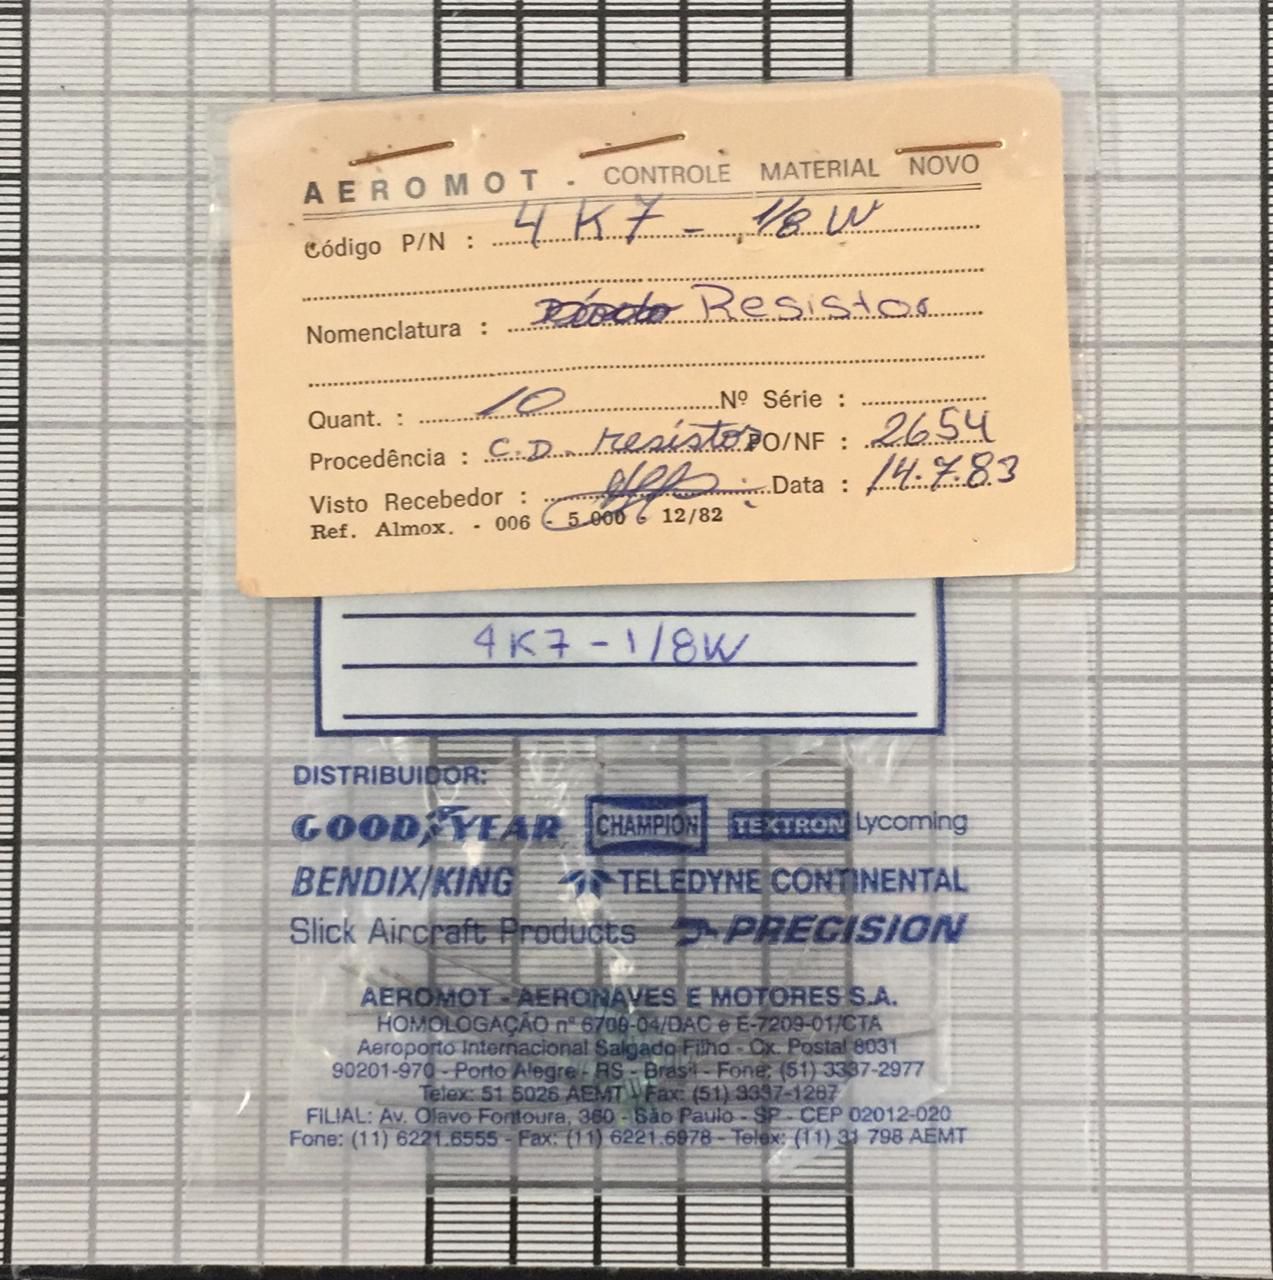 AEROMOT - CONTROLE MATERIAL NOVO
Código P/N : 4K7 - 1/8W
Nomenclatura : Resistor
Quant. : 10 Nº Série :
Procedência : C.D. resistor PO/NF : 2654
Visto Recebedor : Data : 14.7.83
Ref. Almox. - 006 - 5.000 - 12/82
4K7 - 1/8W
DISTRIBUIDOR:
GOODYEAR CHAMPION TEXTRON Lycoming
BENDIX/KING TELEDYNE CONTINENTAL
Slick Aircraft Products PRECISION
AEROMOT - AERONAVES E MOTORES S.A.
HOMOLOGAÇÃO nº 6709-04/DAC e E-7209-01/CTA
Aeroporto Internacional Salgado Filho - Cx. Postal 8031
90201-970 - Porto Alegre - RS - Brasil - Fone: (51) 3337-2977
Telex: 51 5026 AEMT - Fax: (51) 3337-1287
FILIAL: Av. Olavo Fontoura, 360 - São Paulo - SP - CEP 02012-020
Fone: (11) 6221.6555 - Fax: (11) 6221.6978 - Telex: (11) 31 798 AEMT